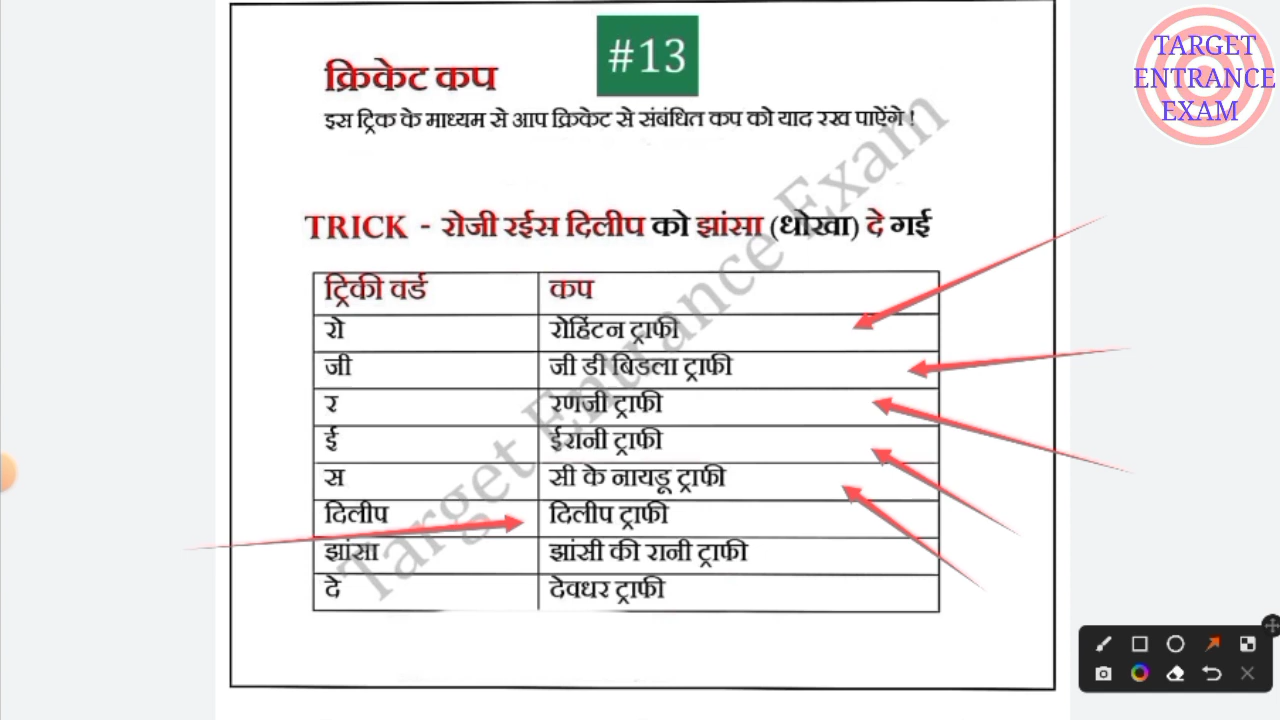 #13
TARGET
ENTRANCE
EXAM
क्रिकेट कप
इस ट्रिक के माध्यम से आप क्रिकेट से संबंधित कप को याद रख पाऐंगे !
TRICK - रोजी रईस दिलीप को झांसा (धोखा) दे गई
ट्रिकी वर्ड कप
रो रोहिंटन ट्राफी
जी जी डी बिडला ट्राफी
र रणजी ट्राफी
ई ईरानी ट्राफी
स सी के नायडू ट्राफी
दिलीप दिलीप ट्राफी
झांसा झांसी की रानी ट्राफी
दे देवधर ट्राफी
Target Entrance Exam